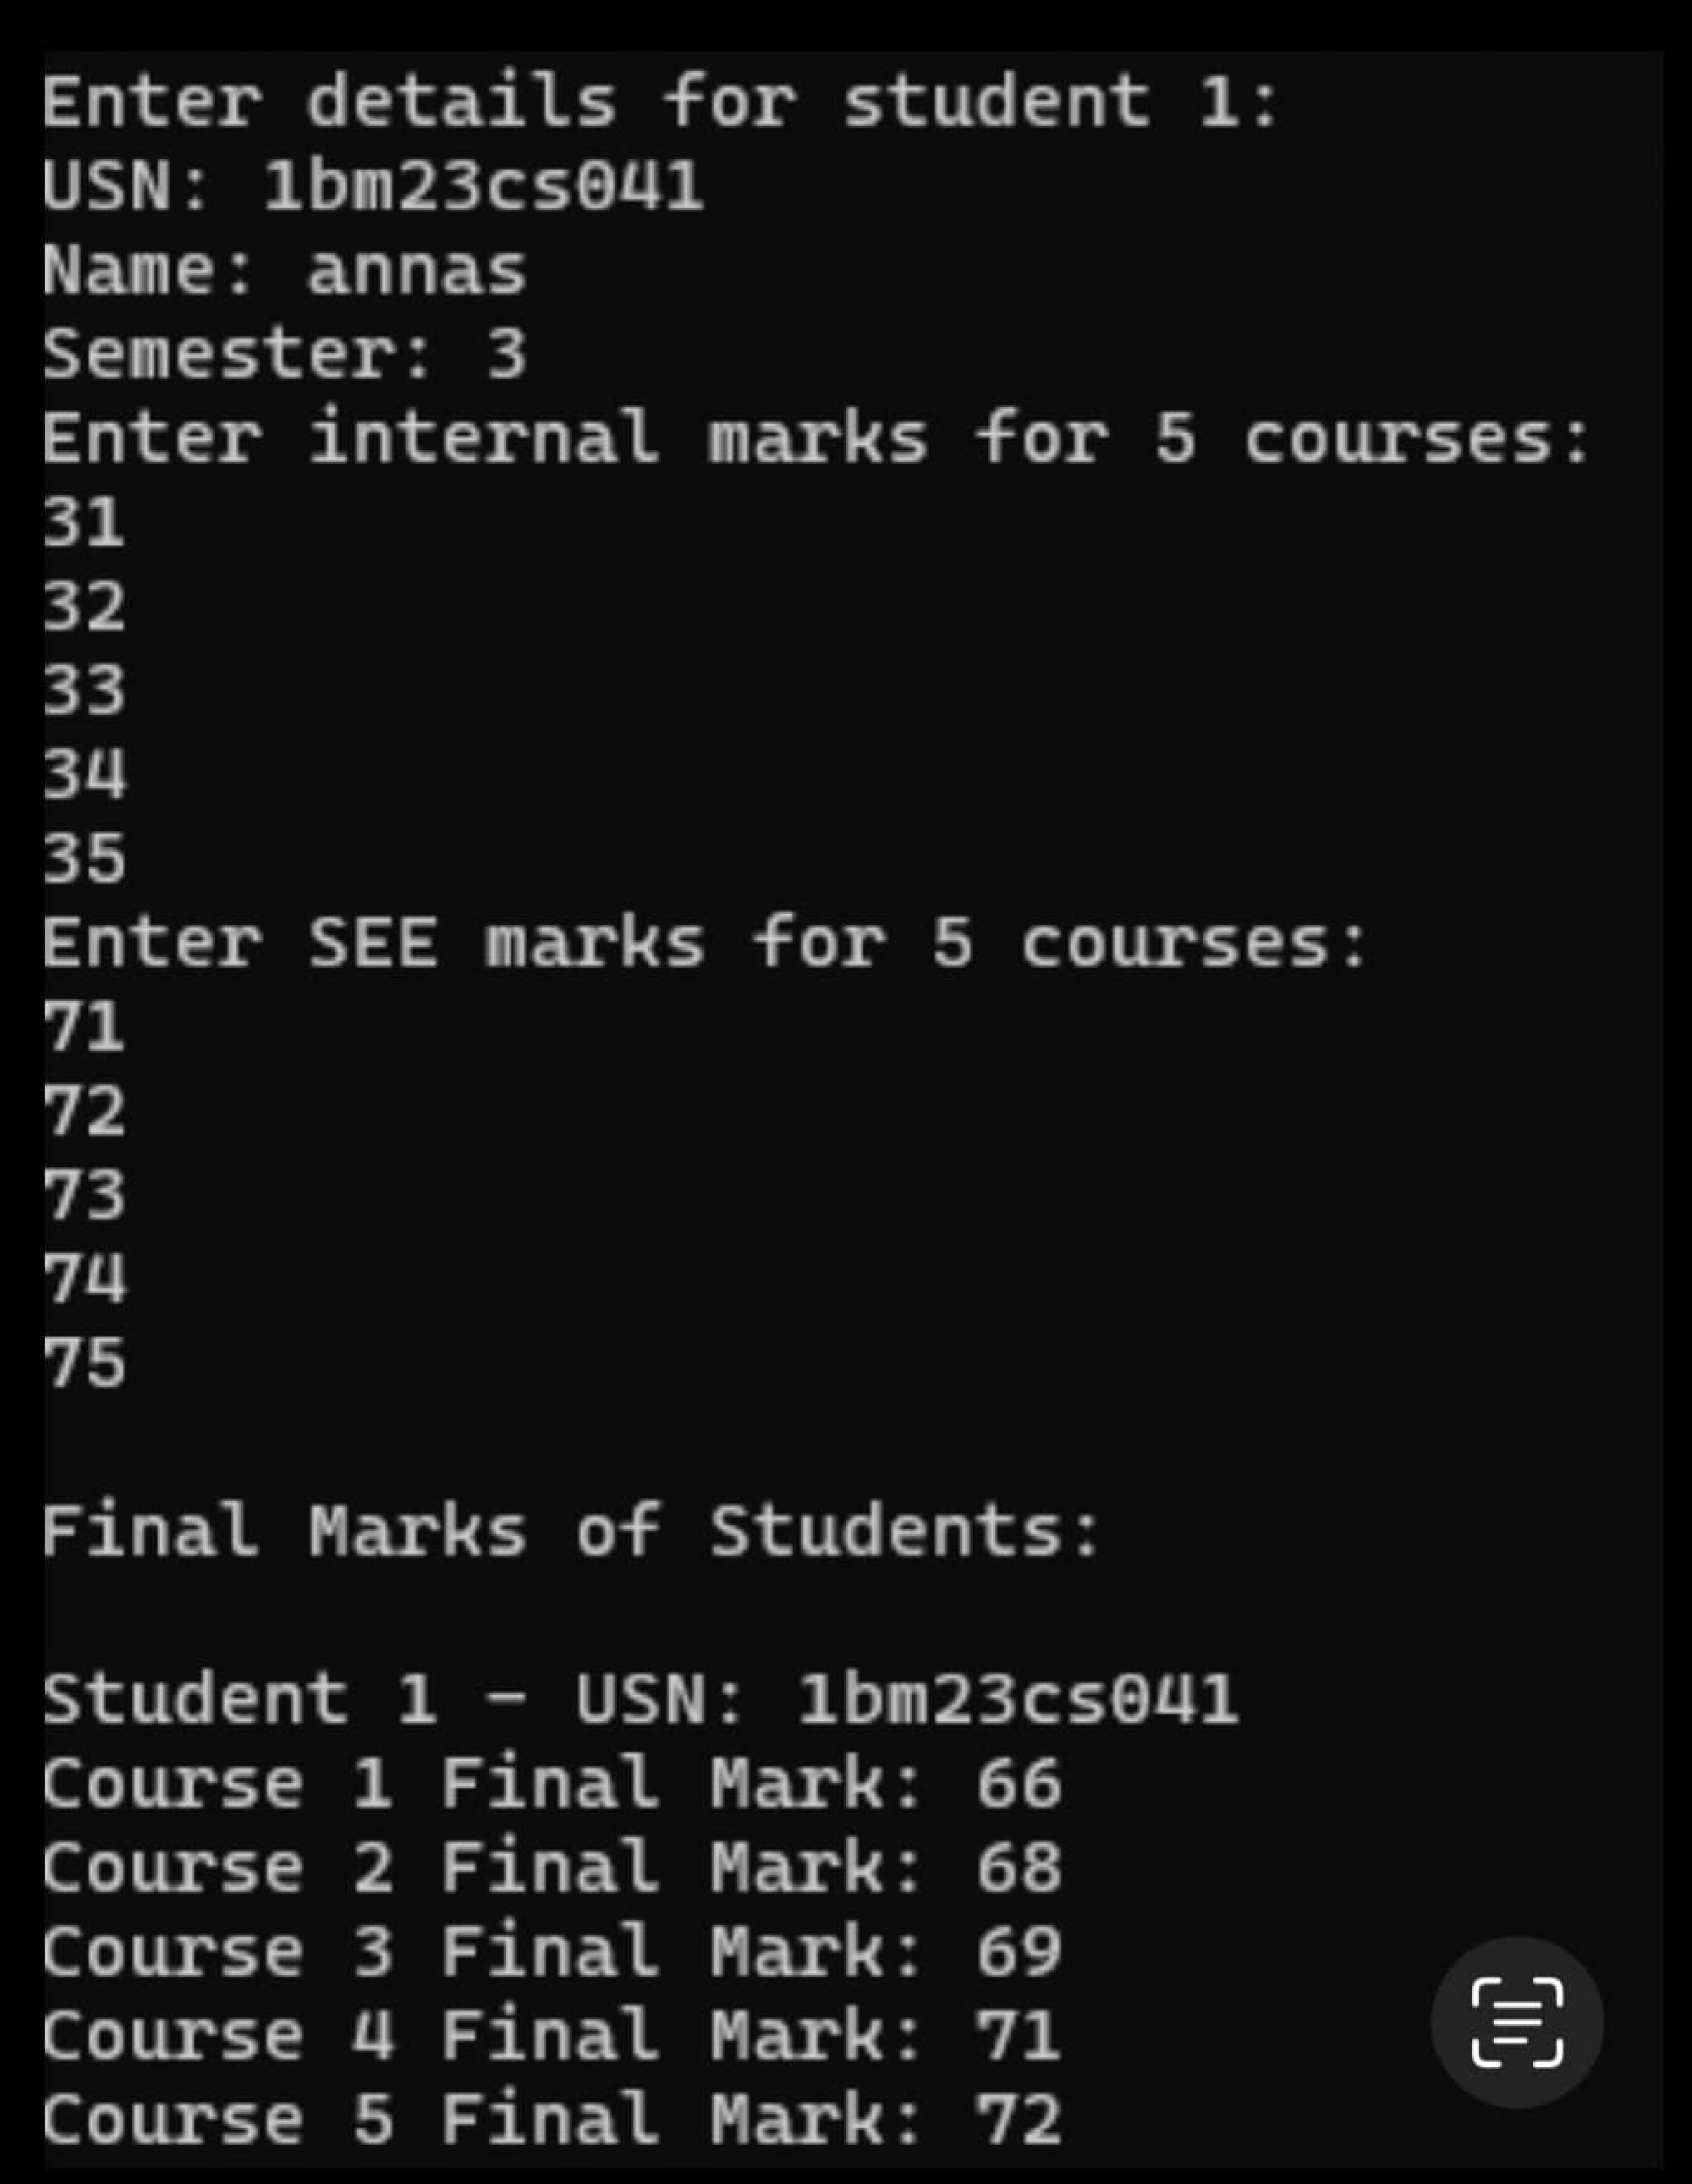 Enter details for student 1:
USN: 1bm23cs041
Name: annas
Semester: 3
Enter internal marks for 5 courses:
31
32
33
34
35
Enter SEE marks for 5 courses:
71
72
73
74
75
Final Marks of Students:
Student 1 - USN: 1bm23cs041
Course 1 Final Mark: 66
Course 2 Final Mark: 68
Course 3 Final Mark: 69
Course 4 Final Mark: 71
Course 5 Final Mark: 72